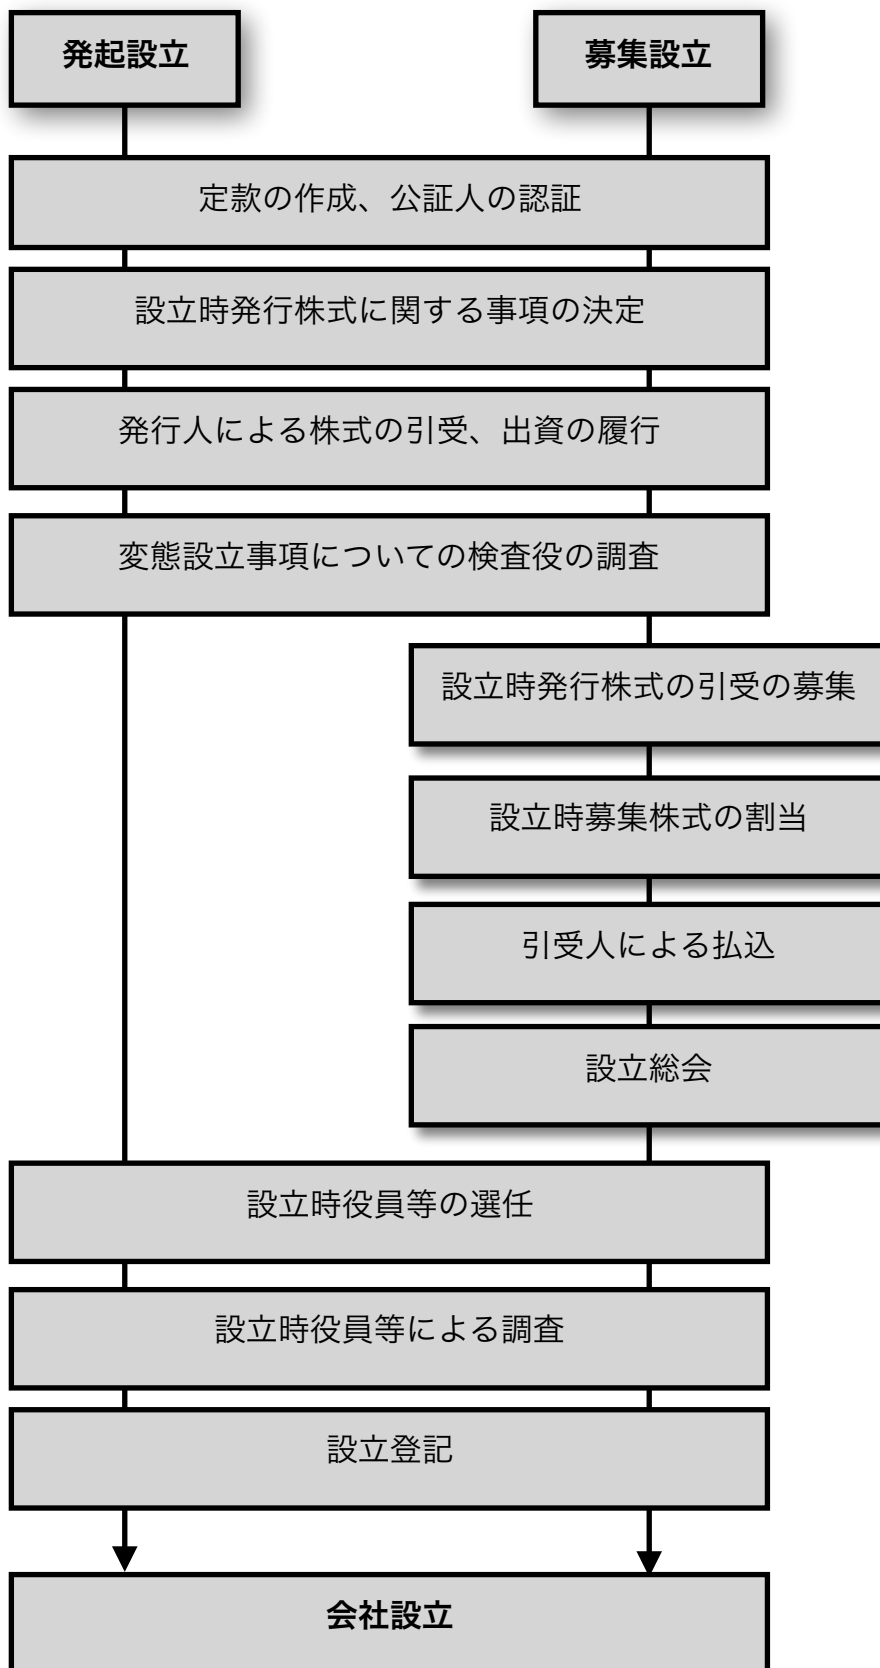 発起設立
募集設立
定款の作成、公証人の認証
設立時発行株式に関する事項の決定
発行人による株式の引受、出資の履行
変態設立事項についての検査役の調査
設立時発行株式の引受の募集
設立時募集株式の割当
引受人による払込
設立総会
設立時役員等の選任
設立時役員等による調査
設立登記
会社設立